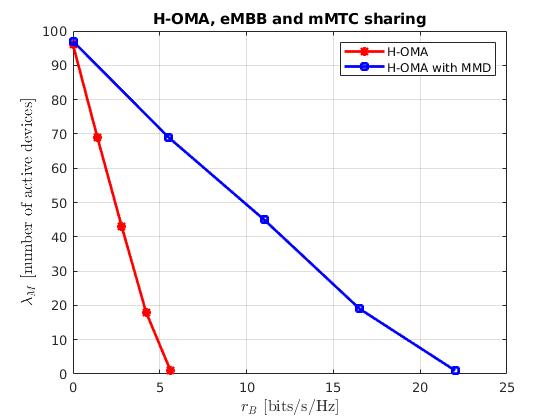 H-OMA, eMBB and mMTC sharing
H-OMA
H-OMA with MMD
100
90
80
70
60
50
40
30
20
10
0
λ_M [number of active devices]
0 5 10 15 20 25
r_B [bits/s/Hz]